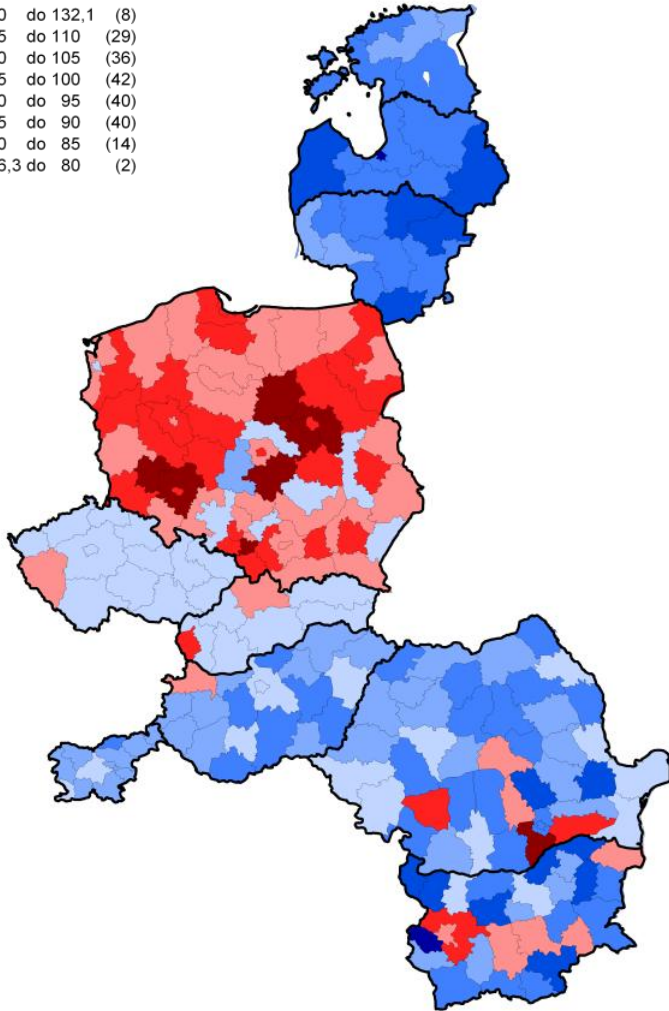 0 do 132,1 (8)
5 do 110 (29)
0 do 105 (36)
5 do 100 (42)
0 do 95 (40)
5 do 90 (40)
0 do 85 (14)
6,3 do 80 (2)